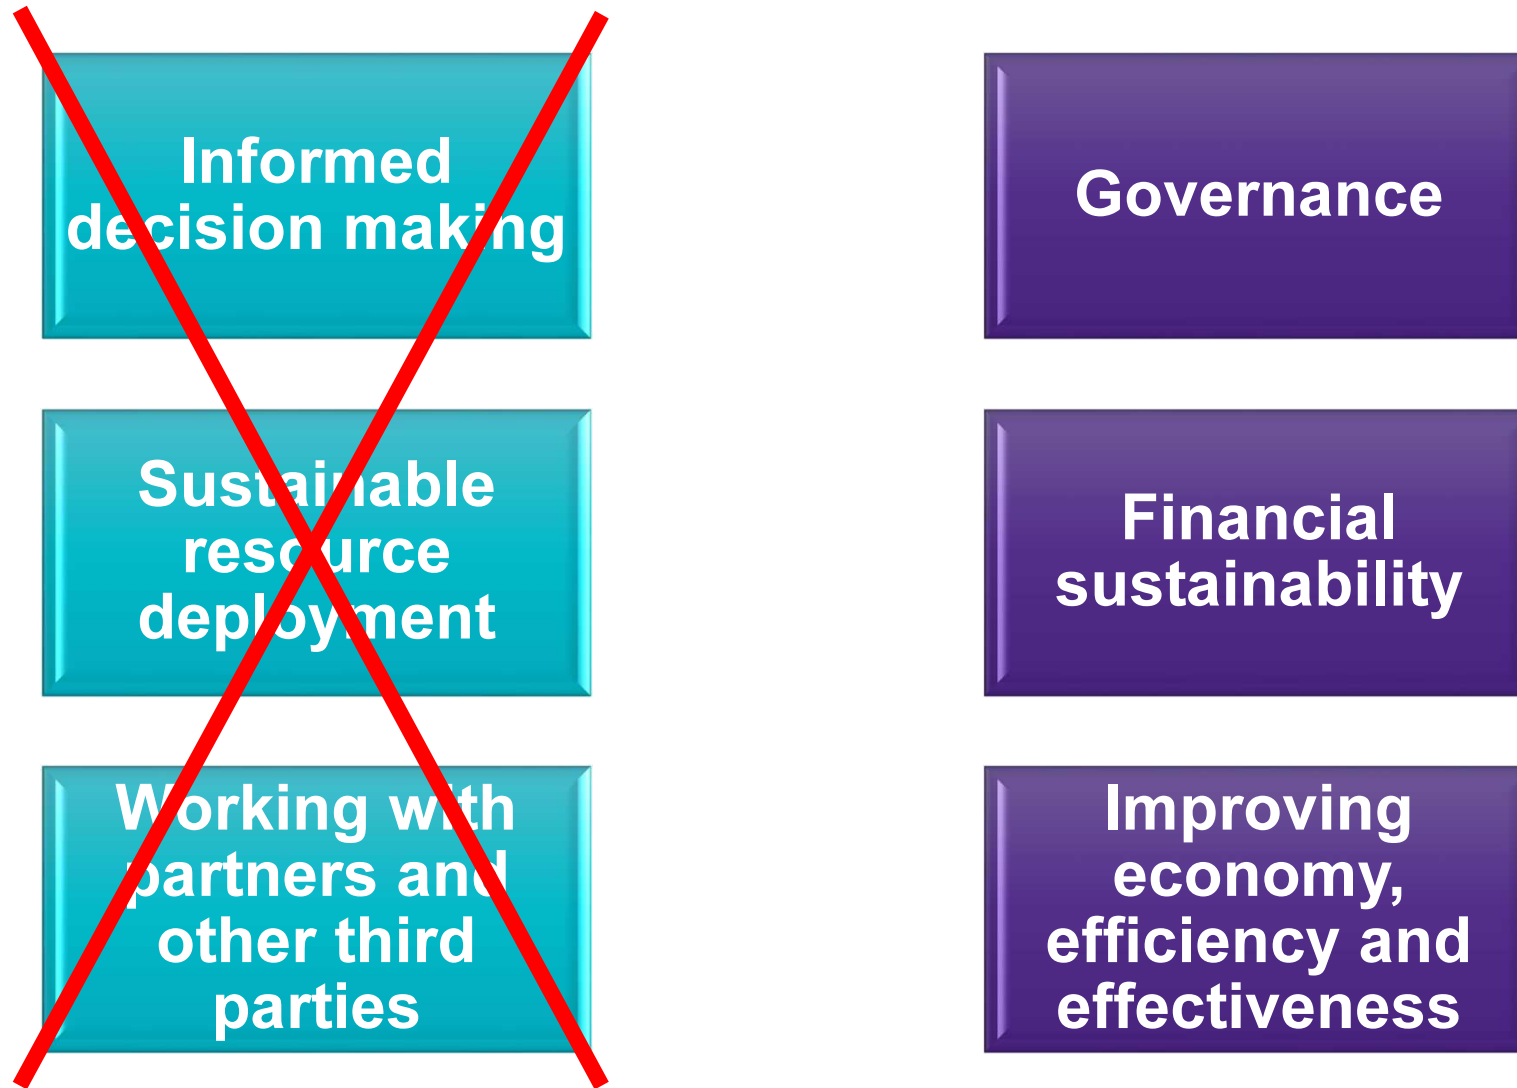 Informed
decision making
Sustainable
resource
deployment
Working with
partners and
other third
parties
Governance
Financial
sustainability
Improving
economy,
efficiency and
effectiveness